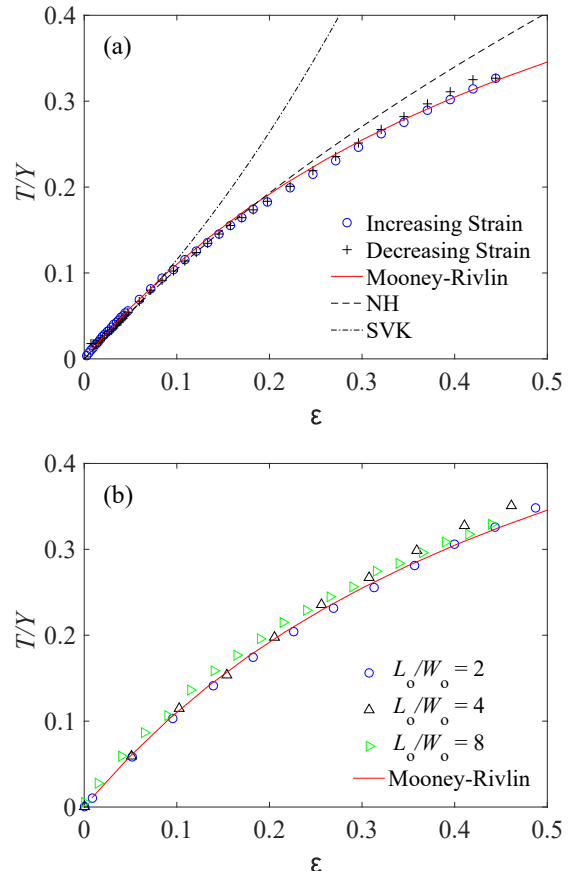 (a)
0.4
0.3
0.2
0.1
0
T/Y
Increasing Strain
Decreasing Strain
Mooney-Rivlin
NH
SVK
0 0.1 0.2 0.3 0.4 0.5
ε
(b)
0.4
0.3
0.2
0.1
0
T/Y
Lo/Wo = 2
Lo/Wo = 4
Lo/Wo = 8
Mooney-Rivlin
0 0.1 0.2 0.3 0.4 0.5
ε